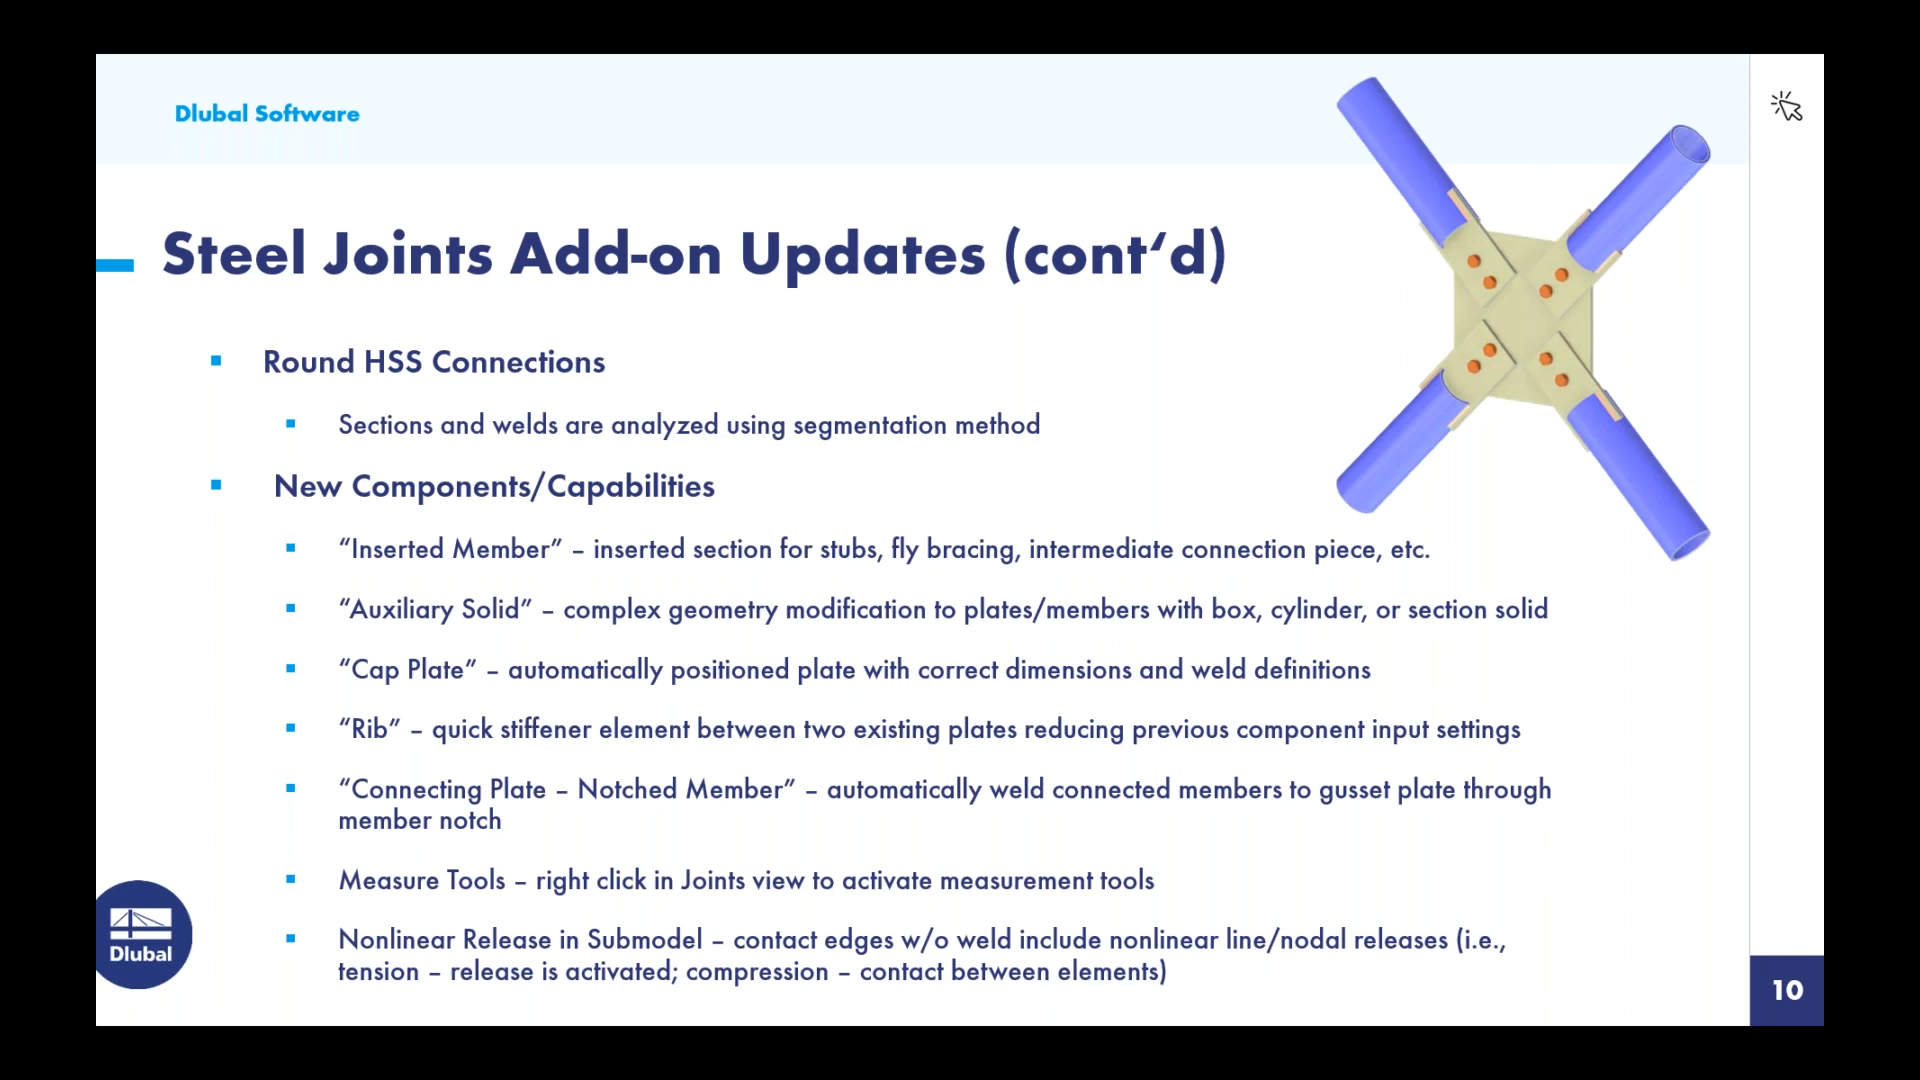 Dlubal Software
Steel Joints Add-on Updates (cont‘d)
Round HSS Connections
Sections and welds are analyzed using segmentation method
New Components/Capabilities
“Inserted Member” – inserted section for stubs, fly bracing, intermediate connection piece, etc.
“Auxiliary Solid” – complex geometry modification to plates/members with box, cylinder, or section solid
“Cap Plate” – automatically positioned plate with correct dimensions and weld definitions
“Rib” – quick stiffener element between two existing plates reducing previous component input settings
“Connecting Plate – Notched Member” – automatically weld connected members to gusset plate through
member notch
Measure Tools – right click in Joints view to activate measurement tools
Nonlinear Release in Submodel – contact edges w/o weld include nonlinear line/nodal releases (i.e.,
tension – release is activated; compression – contact between elements)
Dlubal
10